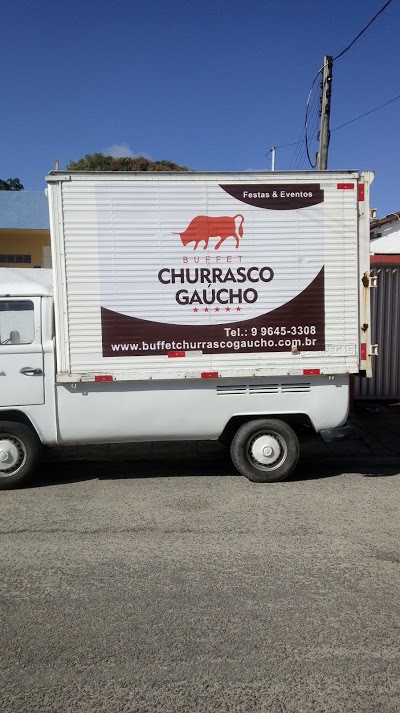 Festas & Eventos
BUFFET
CHURRASCO
GAÚCHO
Tel.: 9 9645-3308
www.buffetchurrascogaucho.com.br